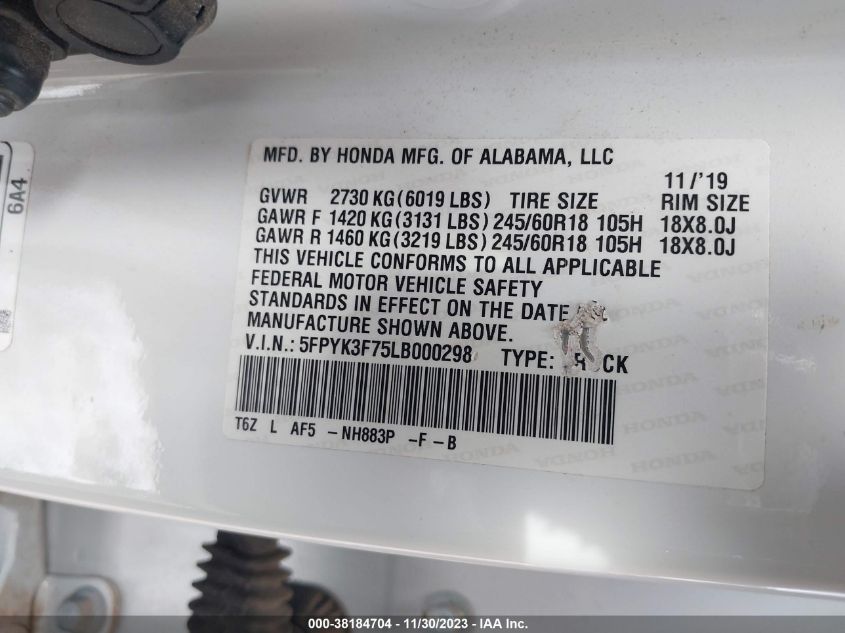 MFD. BY HONDA MFG. OF ALABAMA, LLC
11/'19
GVWR 2730 KG(6019 LBS) TIRE SIZE RIM SIZE
GAWR F 1420 KG(3131 LBS) 245/60R18 105H 18X8.0J
GAWR R 1460 KG(3219 LBS) 245/60R18 105H 18X8.0J
THIS VEHICLE CONFORMS TO ALL APPLICABLE
FEDERAL MOTOR VEHICLE SAFETY
STANDARDS IN EFFECT ON THE DATE
MANUFACTURE SHOWN ABOVE.
V.I.N.: 5FPYK3F75LB000298 TYPE: CK
T6Z L AF5 -NH883P -F-B
6A4
HONDA
000-38184704 - 11/30/2023 - IAA Inc.